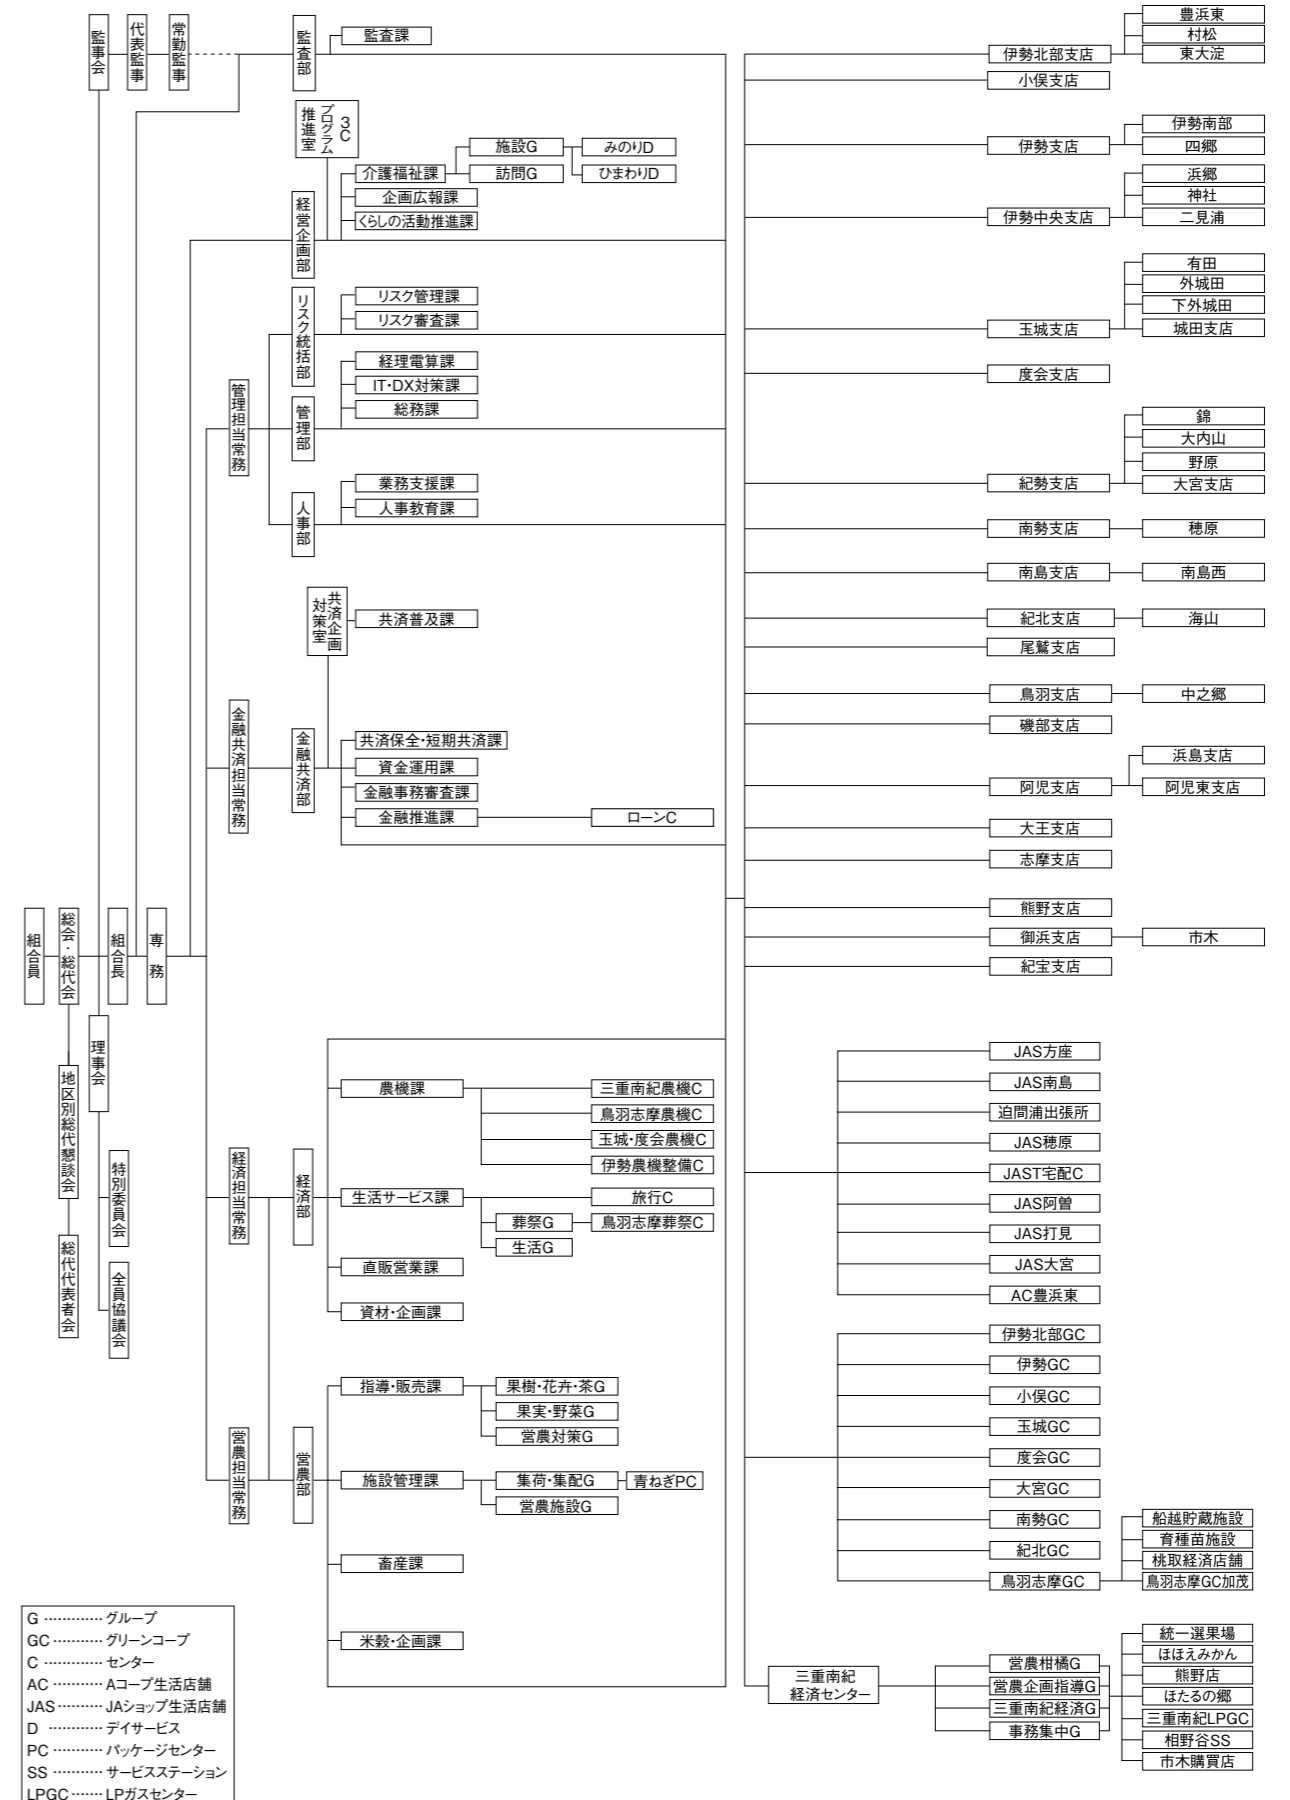 監事会
代表監事
常勤監事
監査部
監査課
3C
プログラム
推進室
介護福祉課
施設G
みのりD
訪問G
ひまわりD
企画広報課
くらしの活動推進課
経営企画部
リスク統括部
リスク管理課
リスク審査課
管理担当常務
管理部
経理電算課
IT・DX対策課
総務課
人事部
業務支援課
人事教育課
共済企画
対策室
共済普及課
金融共済担当常務
金融共済部
共済保全・短期共済課
資金運用課
金融事務審査課
金融推進課
ローンC
組合員
総会・総代会
組合長
専務
理事会
地区別総代懇談会
総代代表者会
特別委員会
全員協議会
経済担当常務
経済部
農機課
三重南紀農機C
鳥羽志摩農機C
玉城・度会農機C
伊勢農機整備C
生活サービス課
旅行C
葬祭G
鳥羽志摩葬祭C
生活G
直販営業課
資材・企画課
営農担当常務
営農部
指導・販売課
果樹・花卉・茶G
果実・野菜G
営農対策G
施設管理課
集荷・集配G
青ねぎPC
営農施設G
畜産課
米穀・企画課
伊勢北部支店
豊浜東
村松
東大淀
小俣支店
伊勢支店
伊勢南部
四郷
伊勢中央支店
浜郷
神社
二見浦
玉城支店
有田
外城田
下外城田
城田支店
度会支店
紀勢支店
錦
大内山
野原
大宮支店
南勢支店
穂原
南島支店
南島西
紀北支店
海山
尾鷲支店
鳥羽支店
中之郷
磯部支店
阿児支店
浜島支店
阿児東支店
大王支店
志摩支店
熊野支店
御浜支店
市木
紀宝支店
JAS方座
JAS南島
迫間浦出張所
JAS穂原
JAST宅配C
JAS阿曽
JAS打見
JAS大宮
AC豊浜東
伊勢北部GC
伊勢GC
小俣GC
玉城GC
度会GC
大宮GC
南勢GC
紀北GC
鳥羽志摩GC
船越貯蔵施設
育種苗施設
桃取経済店舗
鳥羽志摩GC加茂
三重南紀
経済センター
営農柑橘G
営農企画指導G
三重南紀経済G
事務集中G
統一選果場
ほほえみかん
熊野店
ほたるの郷
三重南紀LPGC
相野谷SS
市木購買店
G ………… グループ
GC ………… グリーンコープ
C ………… センター
AC ………… Aコープ生活店舗
JAS ………… JAショップ生活店舗
D ………… デイサービス
PC ………… パッケージセンター
SS ………… サービスステーション
LPGC ……… LPガスセンター